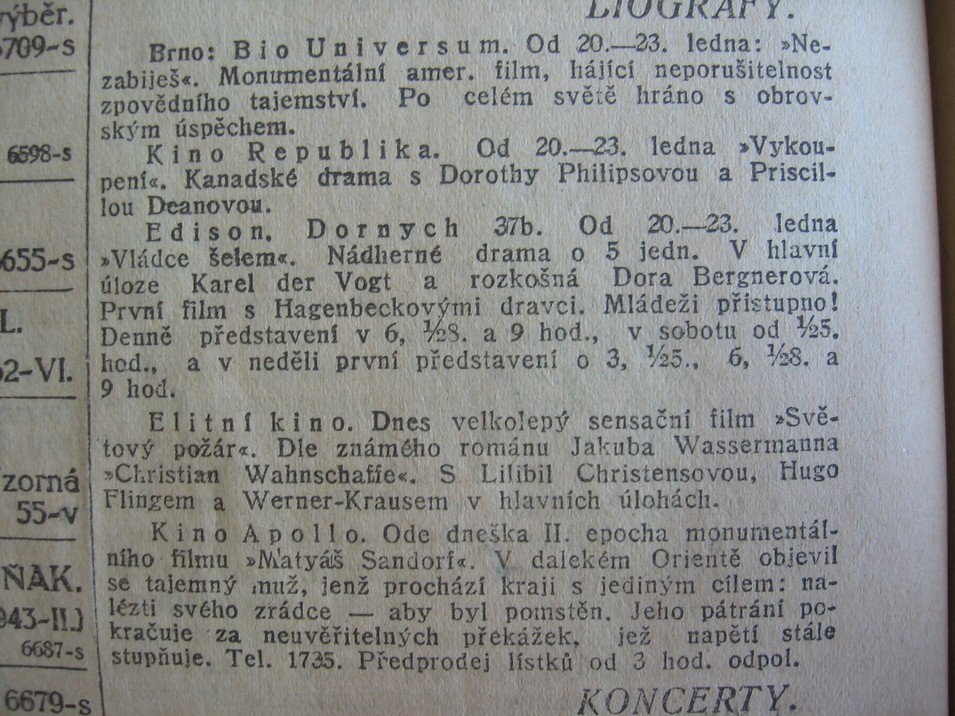 výběr.
6709-s
6598-s
655-s
L.
62-VI.
zorná
55-v
ŇAK.
943-II.)
6687-s
6679-s
LIOGRAFY.
Brno: Bio Universum. Od 20.—23. ledna: »Ne-
zabiješ«. Monumentální amer. film, hájící neporušitelnost
zpovědního tajemství. Po celém světě hráno s obrov-
ským úspěchem.
Kino Republika. Od 20.—23. ledna »Vykou-
pení«. Kanadské drama s Dorothy Philipsovou a Priscil-
lou Deanovou.
Edison, Dornych 37b. Od 20.—23. ledna
»Vládce šelem«. Nádherné drama o 5 jedn. V hlavní
úloze Karel der Vogt a rozkošná Dora Bergnerová.
První film s Hagenbeckovými dravci. Mládeži přístupno!
Denně představení v 6, ½8. a 9 hod., v sobotu od ½5.
hod., a v neděli první představení o 3, ½5., 6, ½8. a
9 hod.
Elitní kino. Dnes velkolepý sensační film »Svě-
tový požár«. Dle známého románu Jakuba Wassermanna
»Christian Wahnschaffe«. S Lilibil Christensovou, Hugo
Flingem a Werner-Krausem v hlavních úlohách.
Kino Apollo. Ode dneška II. epocha monumentál-
ního filmu »Matyáš Sandorf«. V dalekém Orientě objevil
se tajemný muž, jenž prochází kraji s jediným cílem: na-
lézti svého zrádce — aby byl pomstěn. Jeho pátrání po-
kračuje za neuvěřitelných překážek, jež napětí stále
stupňuje. Tel. 1735. Předprodej lístků od 3 hod. odpol.
KONCERTY.